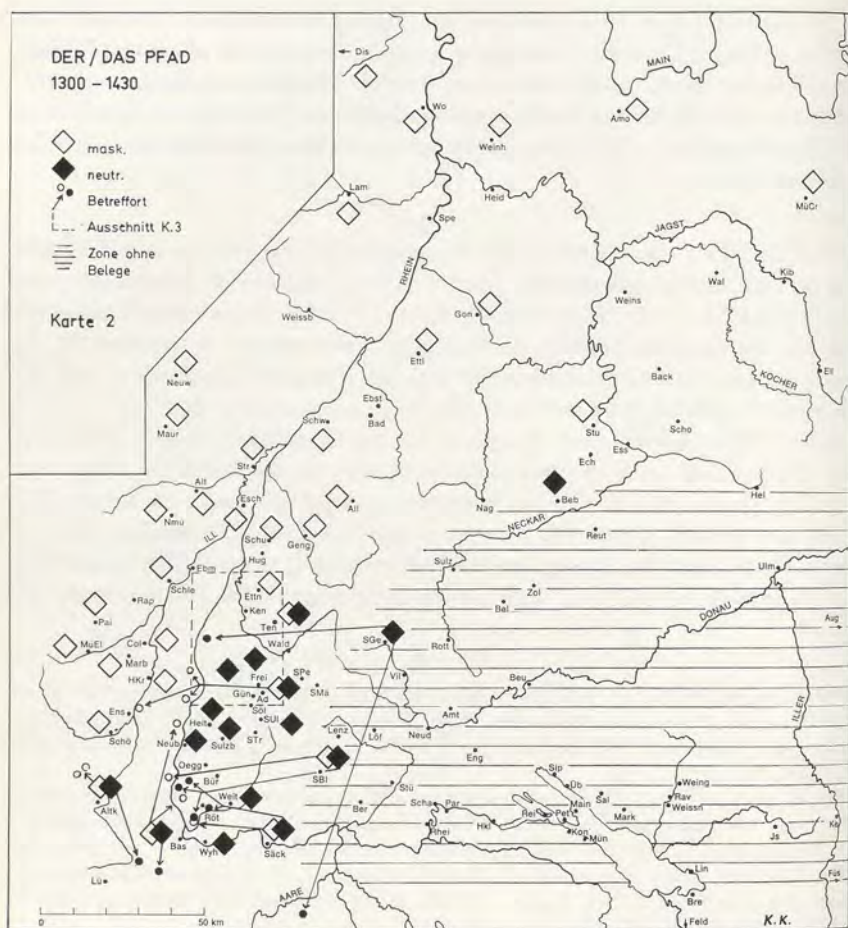 DER / DAS PFAD
1300 – 1430
mask.
neutr.
Betreffort
Ausschnitt K.3
Zone ohne
Belege
Karte 2
Dis
MAIN
Wo
Amo
Weinh
Lam
Heid
MüCr
Spe
JAGST
RHEIN
Wal
Kib
Weins
Gon
Weissb
Ettl
Neuw
Back
KOCHER
Ell
Ebst
Bad
Maur
Schw
Stu
Scho
Ess
Str
Ech
Alt
All
Beb
Hel
Esch
Nag
Nmü
ILL
Schu
Geng
NECKAR
Reut
Hug
Ebm
Sulz
Ulm
Schle
Ettn
Zol
Rap
Ken
Bel
DONAU
Pai
Ten
Aug
Col
Wald
SGe
Rott
MüEl
Marb
HKr
Frei
SPe
Vil
Gün
Ad
SMä
Beu
Ens
Söl
Amt
ILLER
Schö
Heit
SUl
Lenz
Löf
Neud
Neub
Sulzb
STr
Eng
Oegg
Sip
Bür
SBl
Stü
Üb
Weing
Altk
Weit
Ber
Scha
Par
Main
Sal
Rav
Röt
Rei
Pet
Mark
Weissn
Rhei
Hkl
Kon
Bas
Wyh
Säck
Mün
Js
Lü
Lin
AARE
Füs
Bre
0
50 km
Feld
K.K.